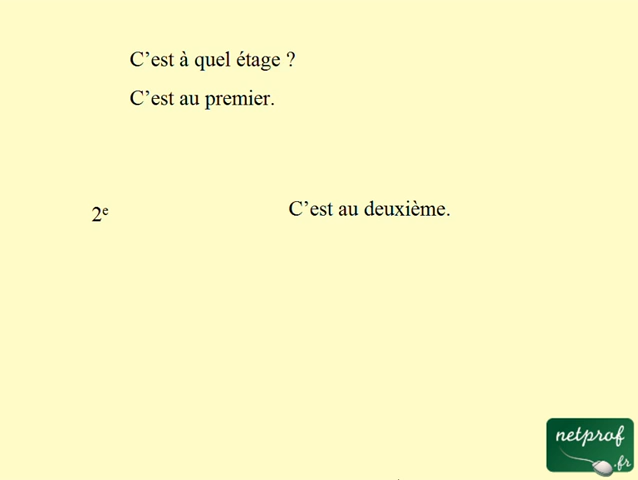 C’est à quel étage ?
C’est au premier.
2ᵉ C’est au deuxième.
netprof
.fr